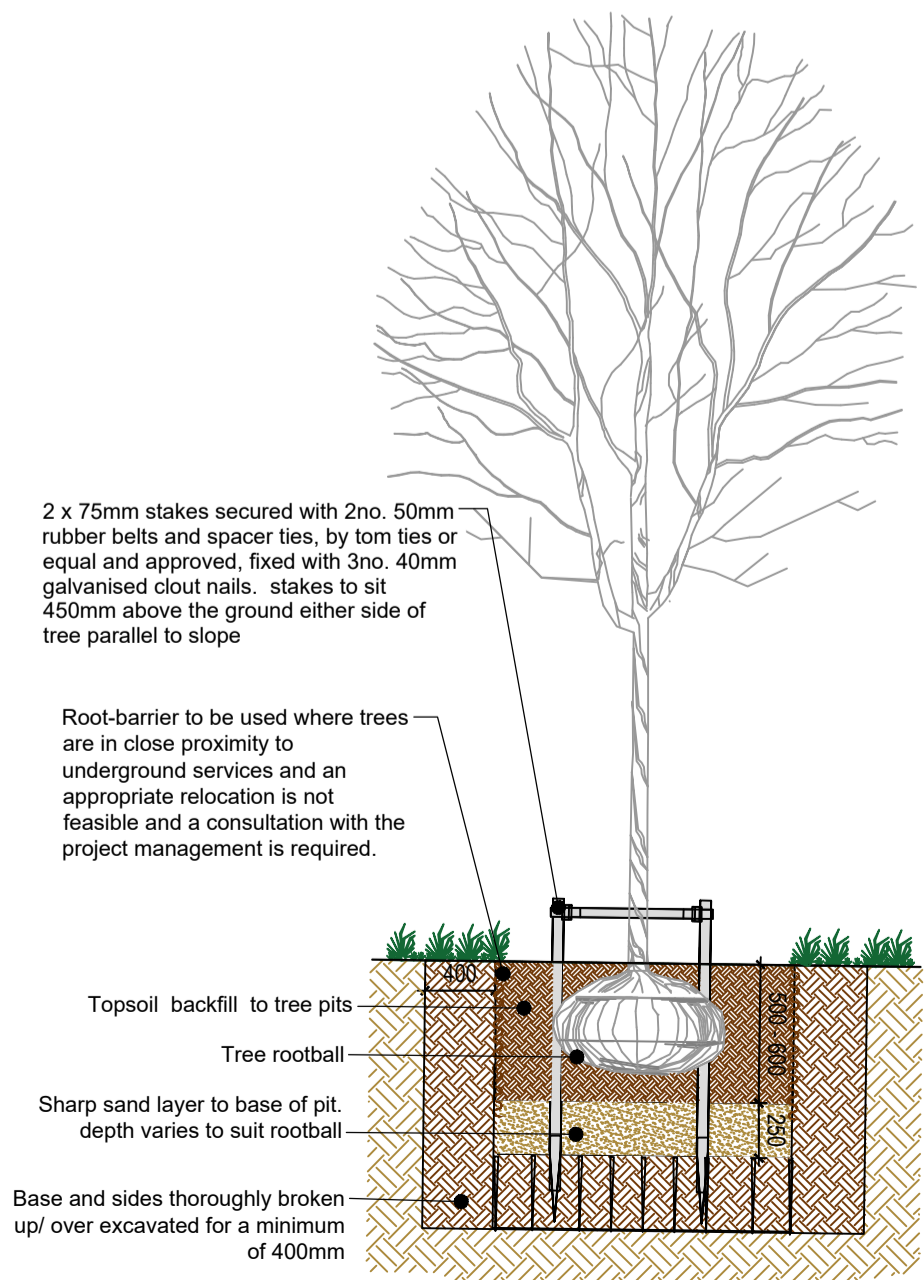 2 x 75mm stakes secured with 2no. 50mm
rubber belts and spacer ties, by tom ties or
equal and approved, fixed with 3no. 40mm
galvanised clout nails.  stakes to sit
450mm above the ground either side of
tree parallel to slope
Root-barrier to be used where trees
are in close proximity to
underground services and an
appropriate relocation is not
feasible and a consultation with the
project management is required.
400
Topsoil  backfill  to tree pits
500 - 600
Tree rootball
Sharp sand layer to base of pit.
depth varies to suit rootball
250
Base and sides thoroughly broken
up/ over excavated for a minimum
of 400mm